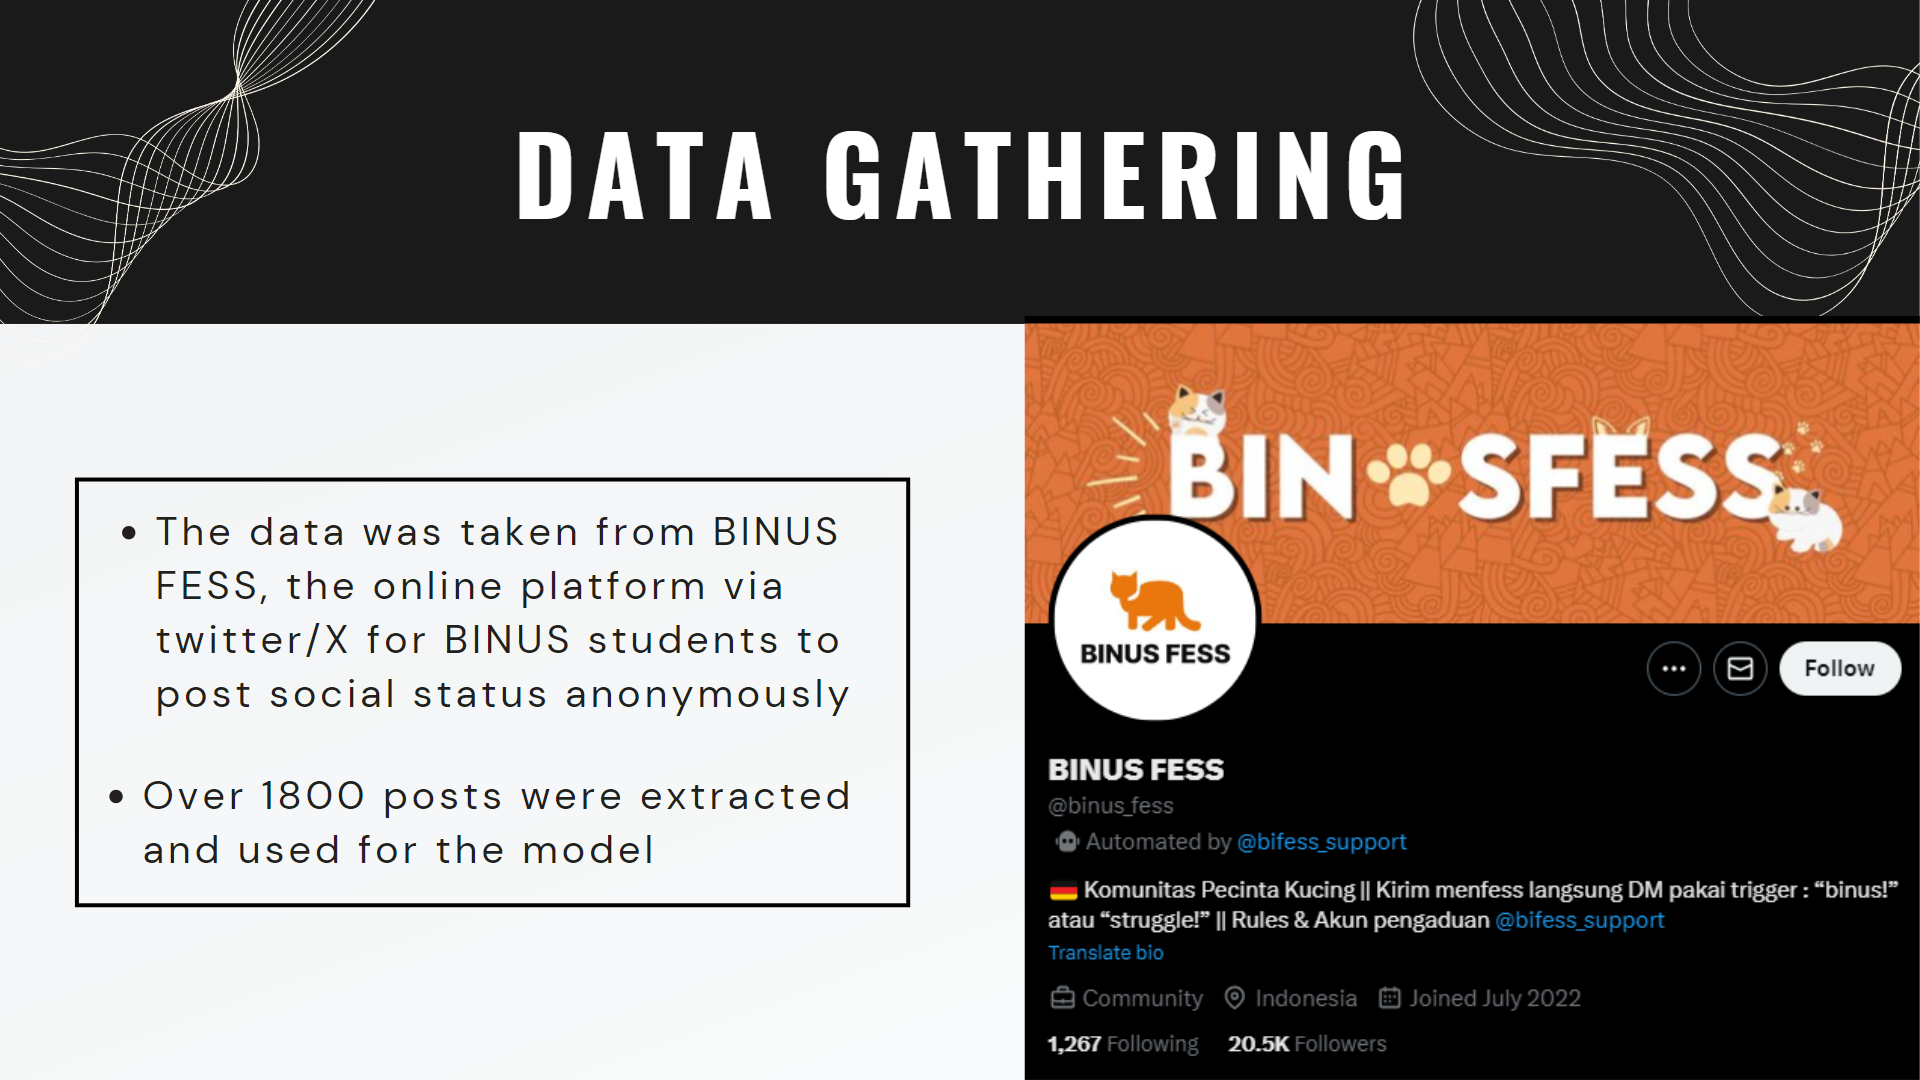 DATA GATHERING
• The data was taken from BINUS
FESS, the online platform via
twitter/X for BINUS students to
post social status anonymously
• Over 1800 posts were extracted
and used for the model
BIN SFESS
BINUS FESS
Follow
BINUS FESS
@binus_fess
Automated by @bifess_support
🇩🇪 Komunitas Pecinta Kucing || Kirim menfess langsung DM pakai trigger : “binus!”
atau “struggle!” || Rules & Akun pengaduan @bifess_support
Translate bio
Community Indonesia Joined July 2022
1,267 Following 20.5K Followers